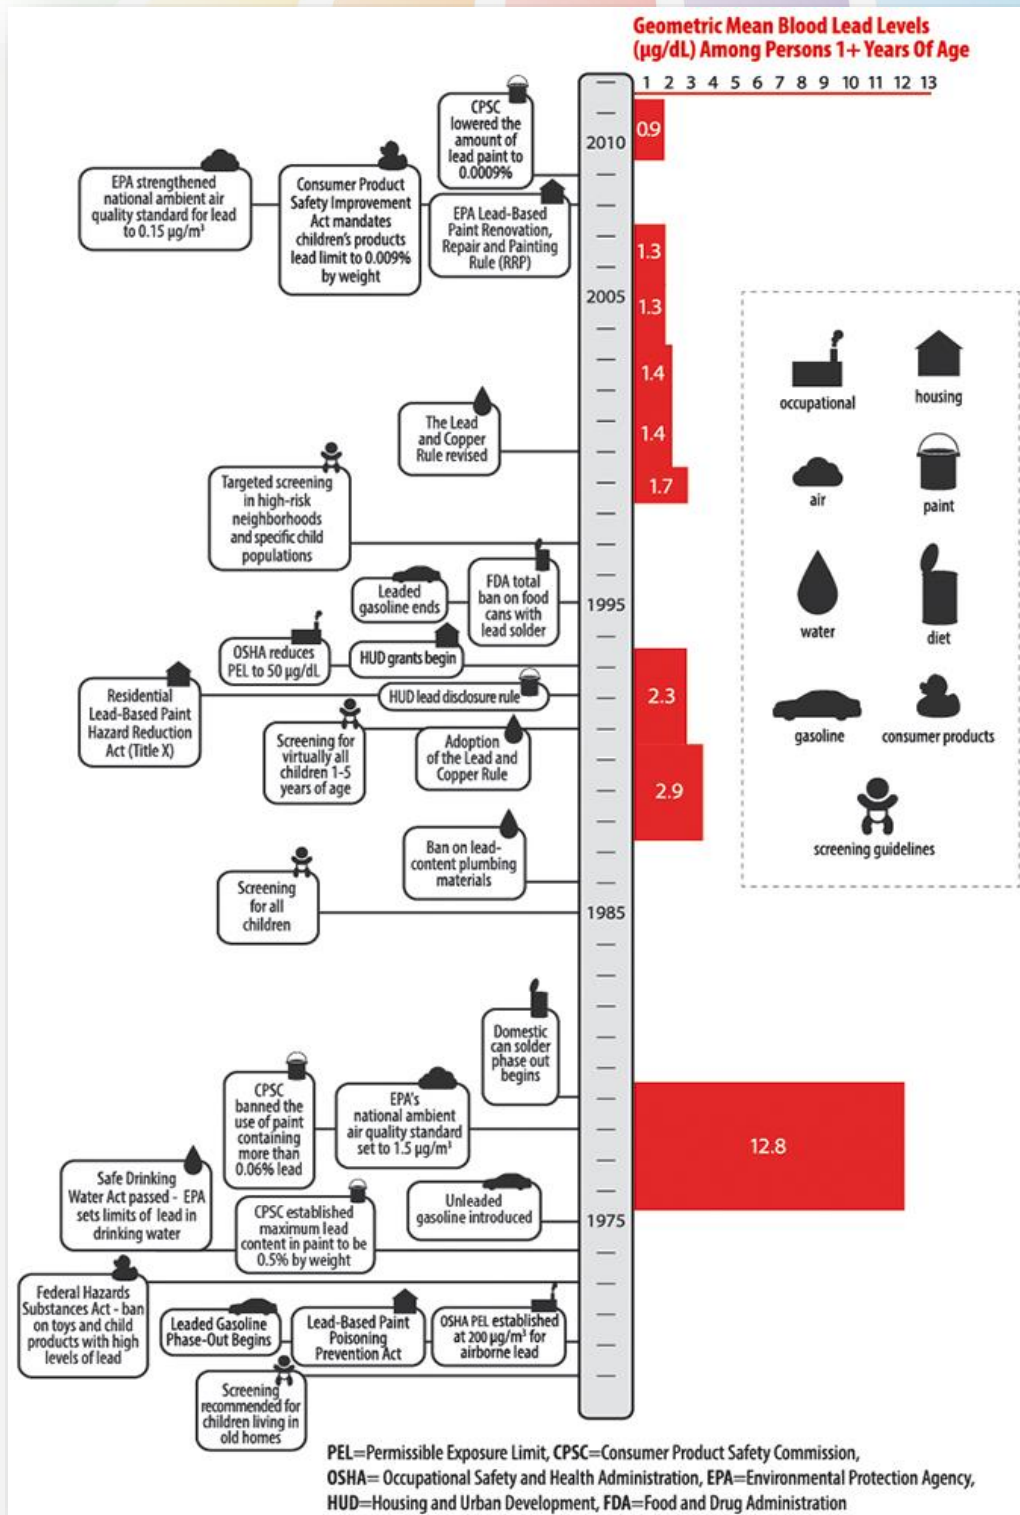 Geometric Mean Blood Lead Levels
(µg/dL) Among Persons 1+ Years Of Age
1 2 3 4 5 6 7 8 9 10 11 12 13
CPSC
lowered the
amount of
lead paint to
0.0009%
2010
0.9
EPA strengthened
national ambient air
quality standard for lead
to 0.15 µg/m³
Consumer Product
Safety Improvement
Act mandates
children's products
lead limit to 0.009%
by weight
EPA Lead-Based
Paint Renovation,
Repair and Painting
Rule (RRP)
1.3
2005
1.3
1.4
The Lead
and Copper
Rule revised
1.4
Targeted screening
in high-risk
neighborhoods
and specific child
populations
1.7
Leaded
gasoline ends
FDA total
ban on food
cans with
lead solder
1995
OSHA reduces
PEL to 50 µg/dL
HUD grants begin
Residential
Lead-Based Paint
Hazard Reduction
Act (Title X)
HUD lead disclosure rule
2.3
Screening for
virtually all
children 1-5
years of age
Adoption
of the Lead and
Copper Rule
2.9
Ban on lead-
content plumbing
materials
Screening
for all
children
1985
Domestic
can solder
phase out
begins
CPSC
banned the
use of paint
containing
more than
0.06% lead
EPA's
national ambient
air quality standard
set to 1.5 µg/m³
12.8
Safe Drinking
Water Act passed - EPA
sets limits of lead in
drinking water
CPSC established
maximum lead
content in paint to be
0.5% by weight
Unleaded
gasoline introduced
1975
Federal Hazards
Substances Act - ban
on toys and child
products with high
levels of lead
Leaded Gasoline
Phase-Out Begins
Lead-Based Paint
Poisoning
Prevention Act
OSHA PEL established
at 200 µg/m³ for
airborne lead
Screening
recommended for
children living in
old homes
occupational
housing
air
paint
water
diet
gasoline
consumer products
screening guidelines
PEL=Permissible Exposure Limit, CPSC=Consumer Product Safety Commission,
OSHA= Occupational Safety and Health Administration, EPA=Environmental Protection Agency,
HUD=Housing and Urban Development, FDA=Food and Drug Administration